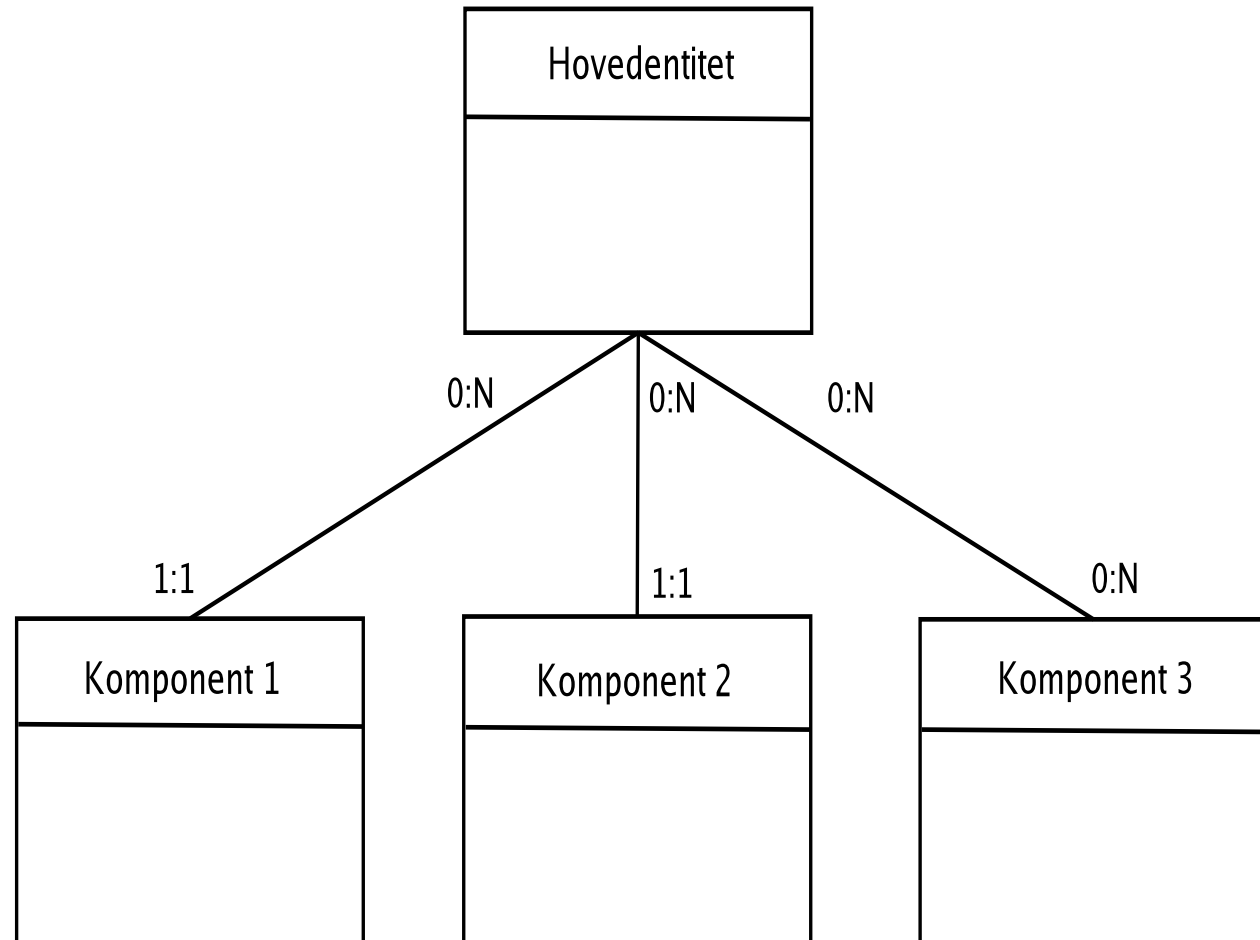 Hovedentitet
0:N
0:N
0:N
1:1
1:1
0:N
Komponent 1
Komponent 2
Komponent 3